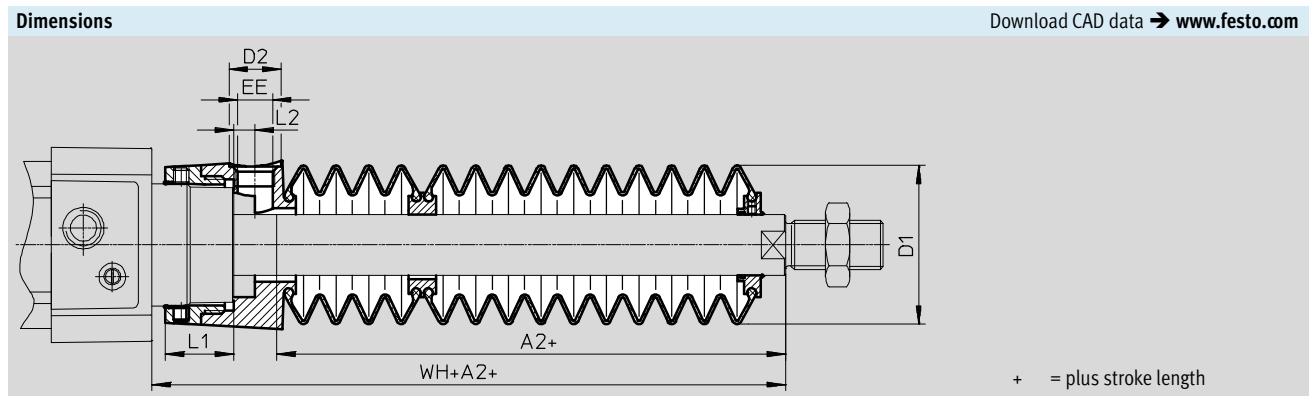 Dimensions
Download CAD data ➔ www.festo.com
D2
EE
L2
D1
L1
A2+
WH+A2+
+ = plus stroke length